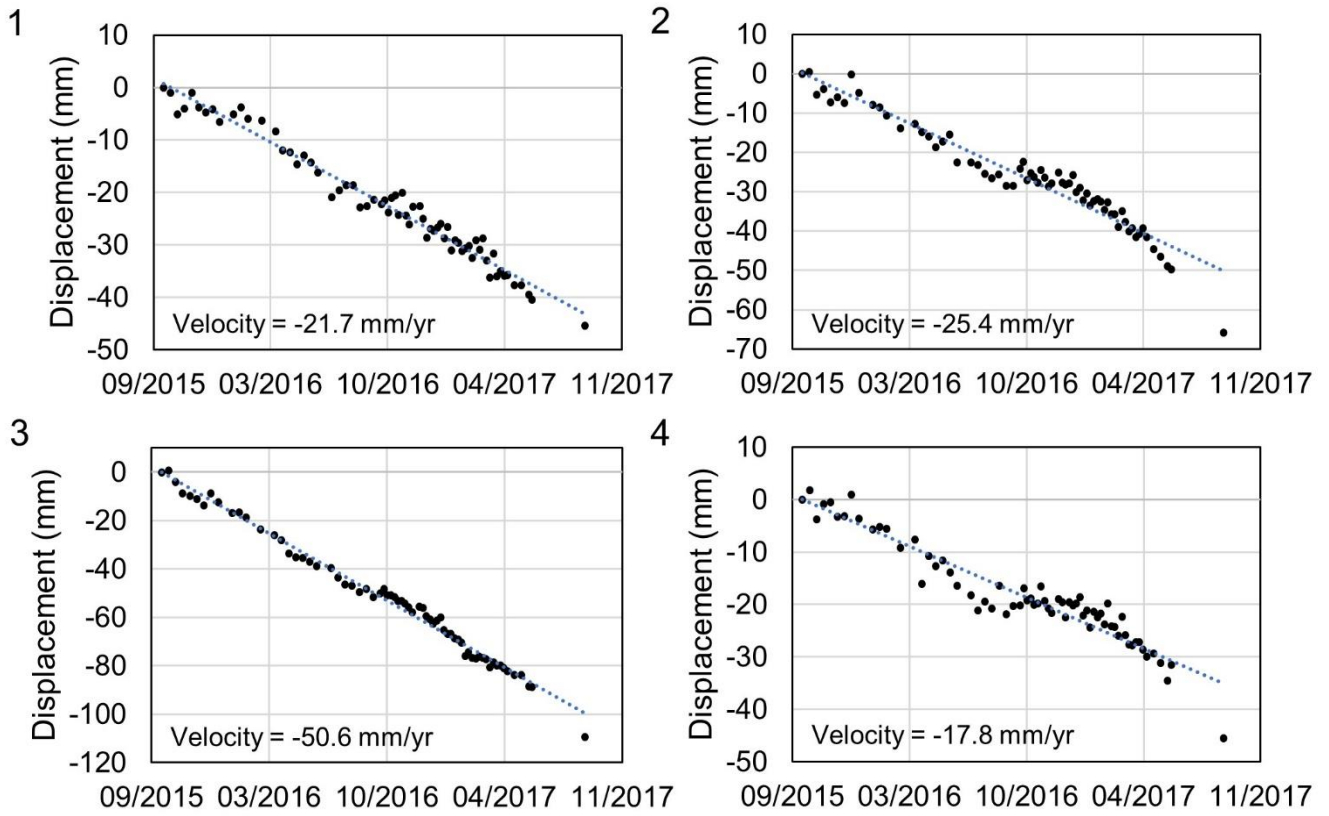 1
Displacement (mm)
10
0
-10
-20
-30
-40
-50
Velocity = -21.7 mm/yr
09/2015 03/2016 10/2016 04/2017 11/2017
2
Displacement (mm)
10
0
-10
-20
-30
-40
-50
-60
-70
Velocity = -25.4 mm/yr
09/2015 03/2016 10/2016 04/2017 11/2017
3
Displacement (mm)
0
-20
-40
-60
-80
-100
-120
Velocity = -50.6 mm/yr
09/2015 03/2016 10/2016 04/2017 11/2017
4
Displacement (mm)
10
0
-10
-20
-30
-40
-50
Velocity = -17.8 mm/yr
09/2015 03/2016 10/2016 04/2017 11/2017